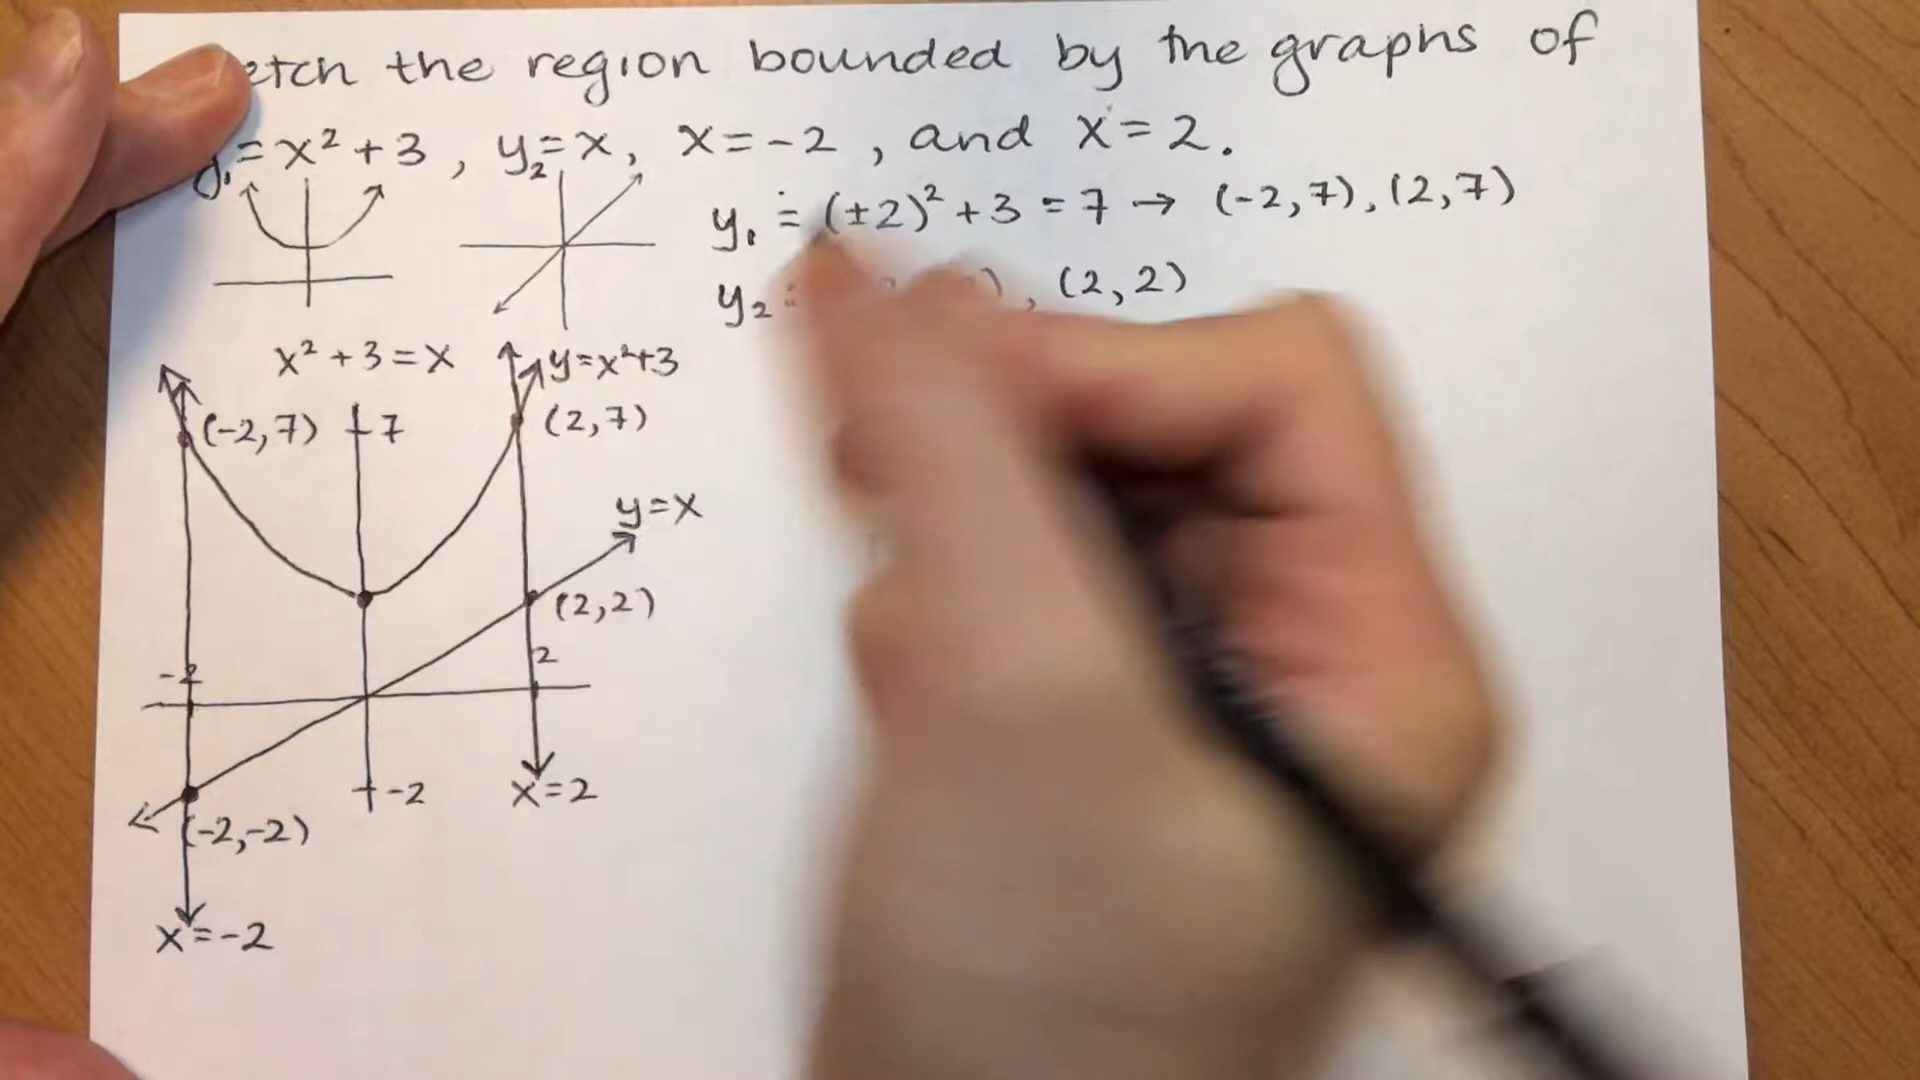 etch the region bounded by the graphs of
y₁=x²+3, y₂=x, x=-2, and x=2.
y₁ = (±2)²+3 = 7 → (-2,7), (2,7)
y₂ = ), (2,2)
x²+3=x
y=x²+3
(-2,7)
7
(2,7)
y=x
(2,2)
-2
2
-2
x=2
(-2,-2)
x=-2